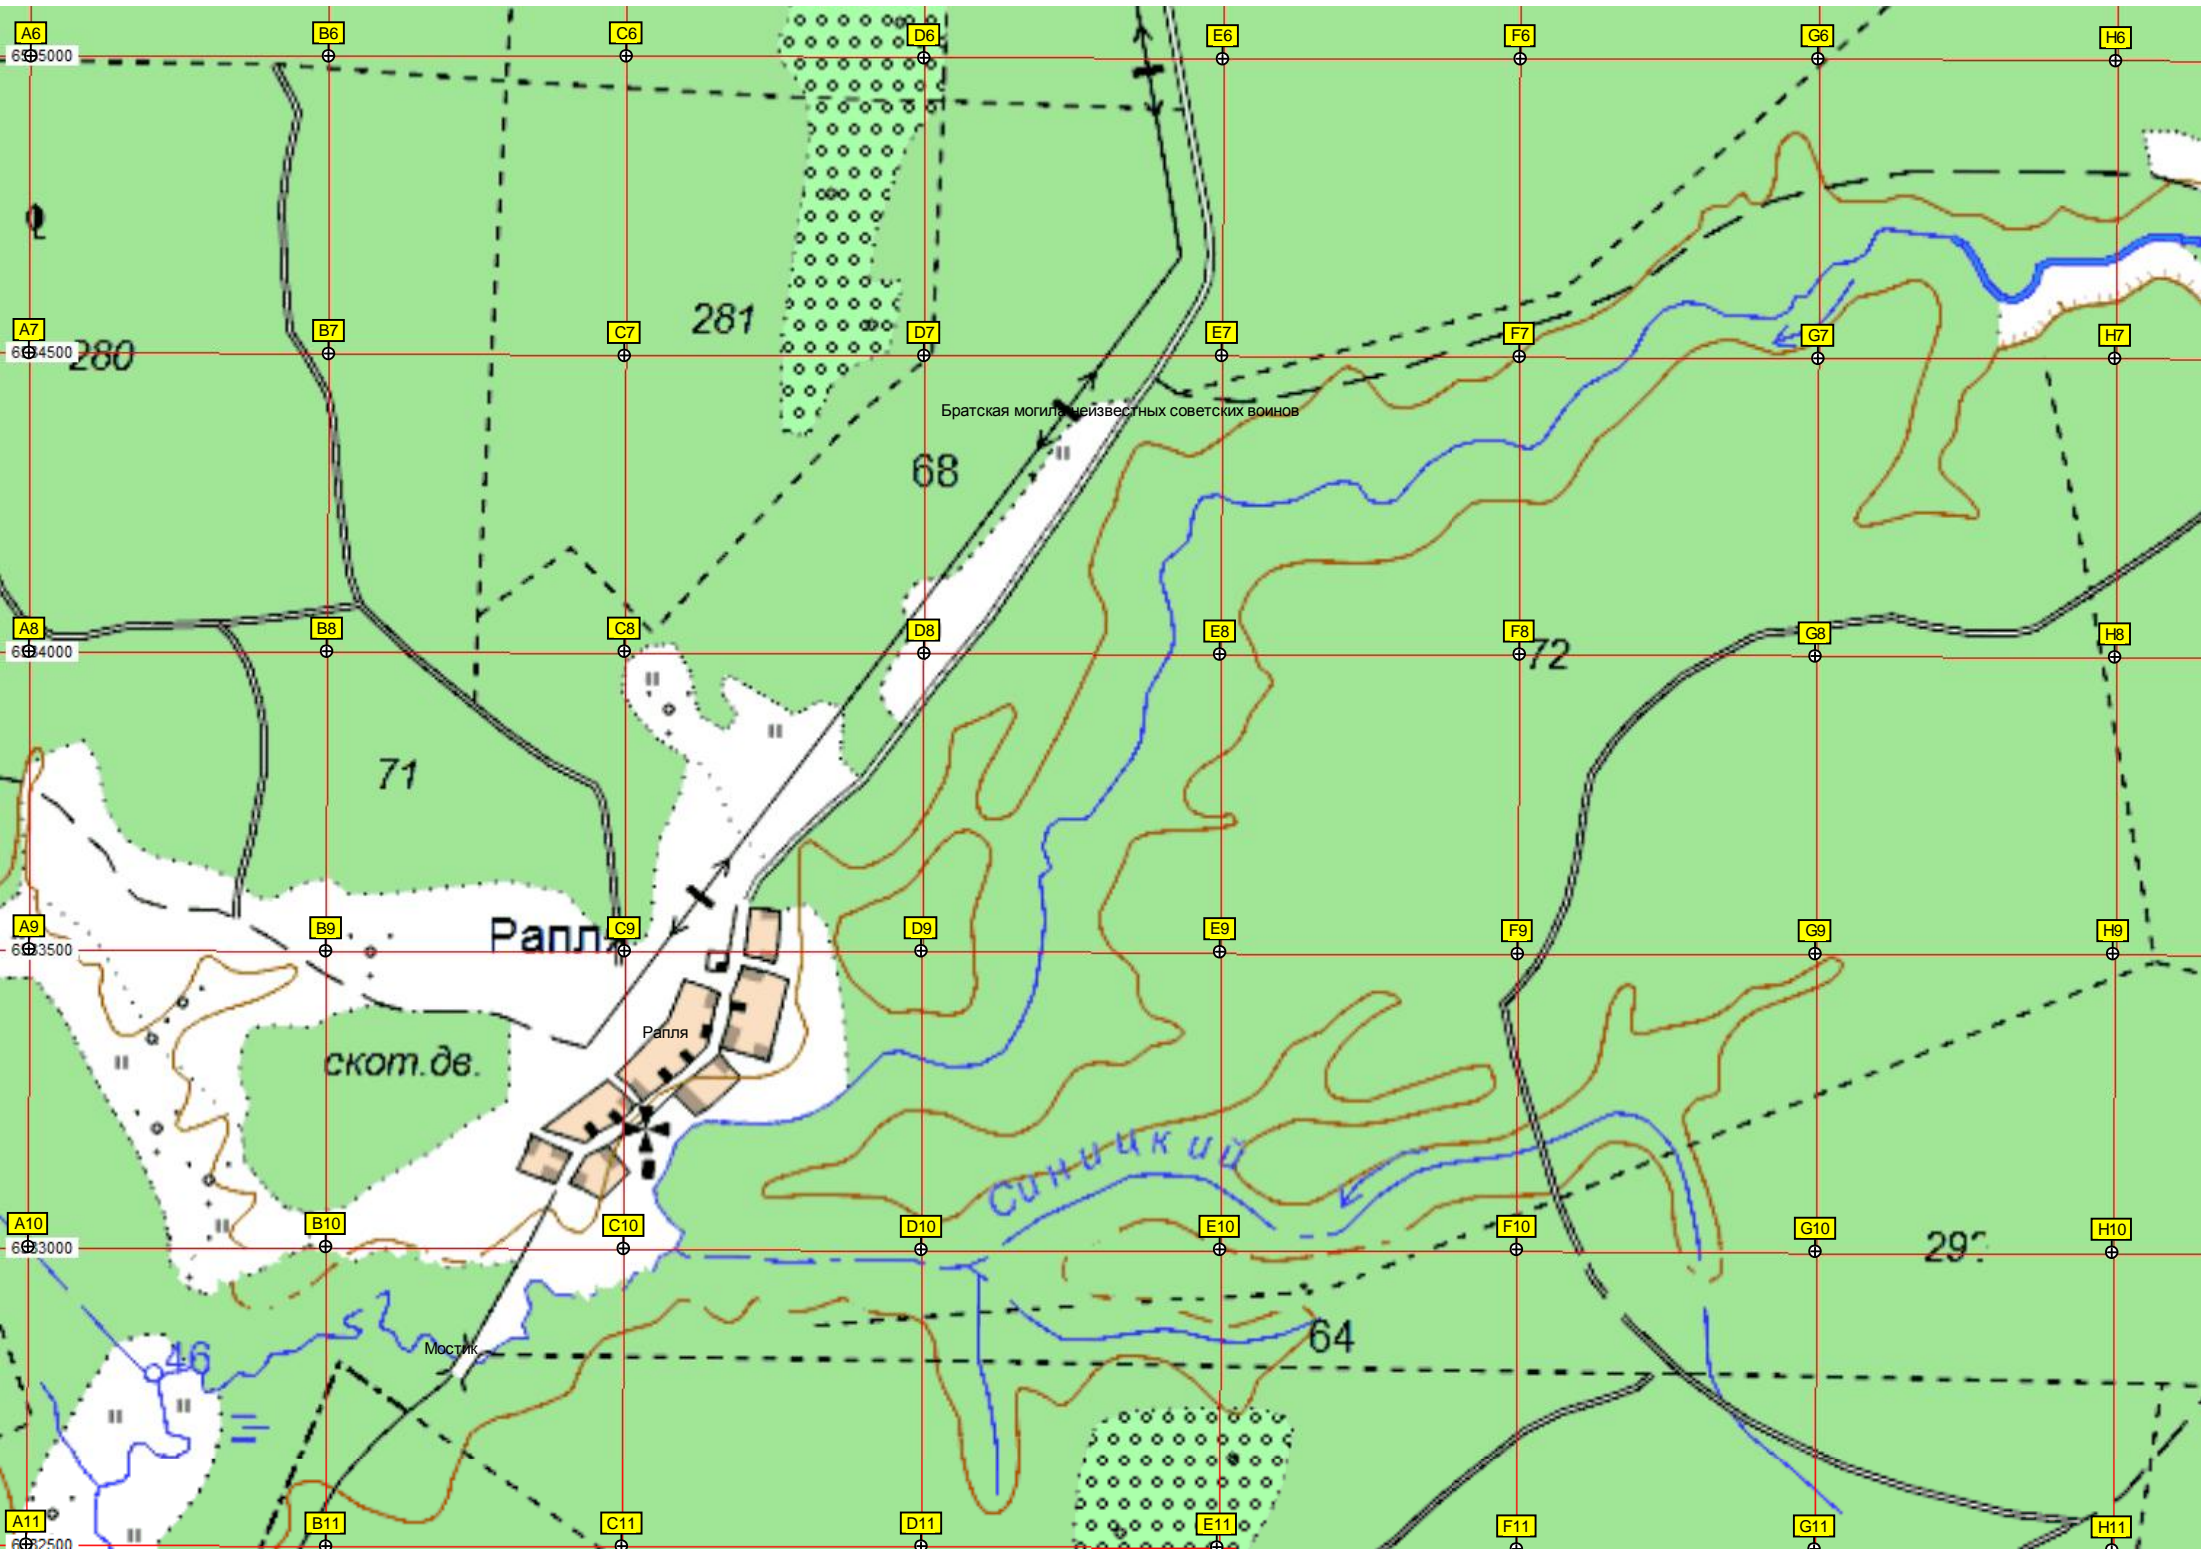 A6 B6 C6 D6 E6 F6 G6 H6
281
A7 B7 C7 D7 E7 F7 G7 H7
280
Братская могила неизвестных советских воинов
68
A8 B8 C8 D8 E8 F8 G8 H8
72
71
A9 B9 C9 D9 E9 F9 G9 H9
Рапля
Рапля
скот.дв.
Синицкий
A10 B10 C10 D10 E10 F10 G10 H10
64
Мостик
46
A11 B11 C11 D11 E11 F11 G11 H11